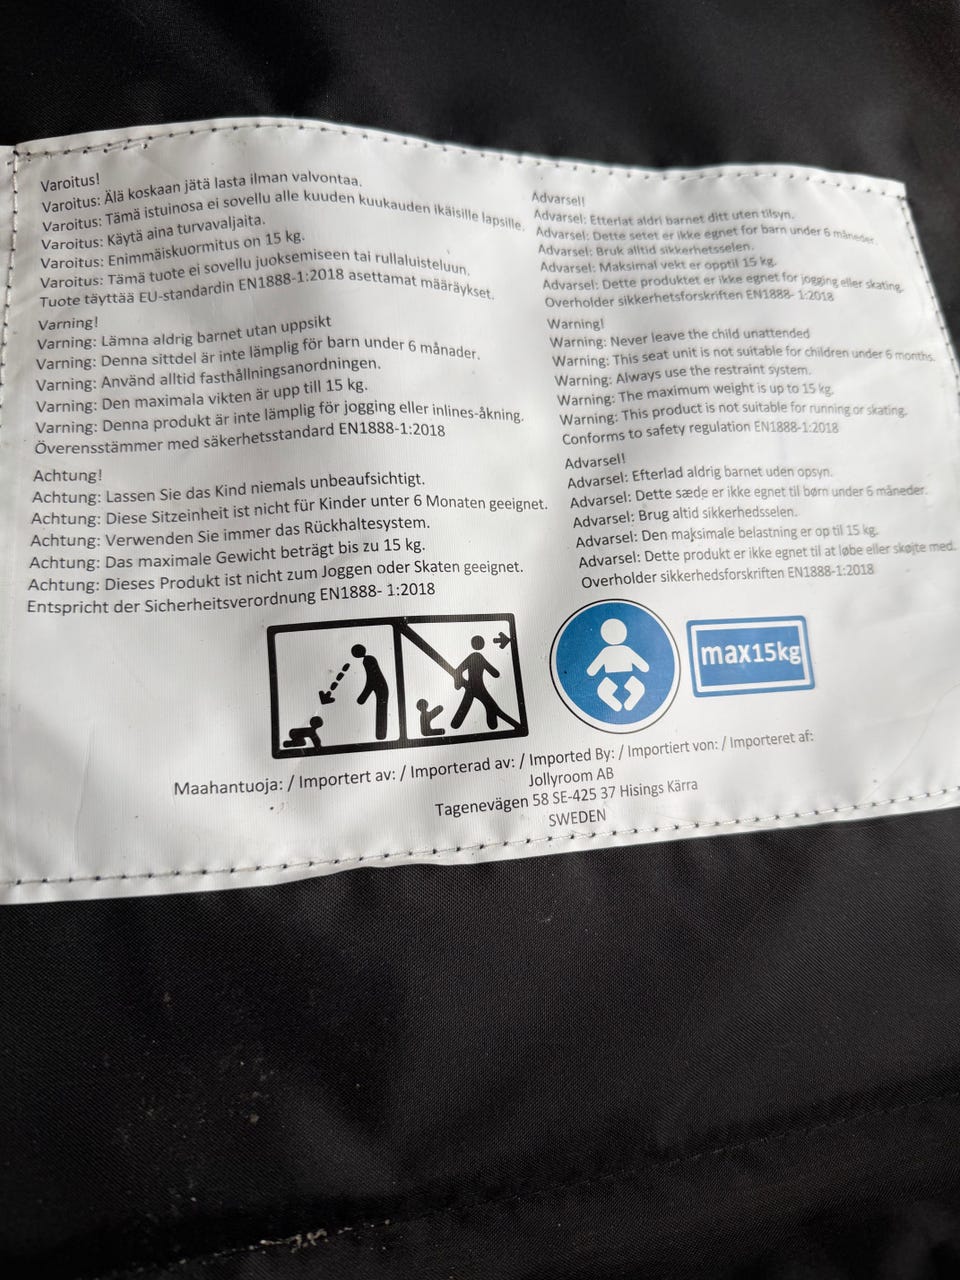 Varoitus!
Varoitus: Älä koskaan jätä lasta ilman valvontaa.
Varoitus: Tämä istuinosa ei sovellu alle kuuden kuukauden ikäisille lapsille.
Varoitus: Käytä aina turvavaljaita.
Varoitus: Enimmäiskuormitus on 15 kg.
Varoitus: Tämä tuote ei sovellu juoksemiseen tai rullaluisteluun.
Tuote täyttää EU-standardin EN1888-1:2018 asettamat määräykset.
Varning!
Varning: Lämna aldrig barnet utan uppsikt
Varning: Denna sittdel är inte lämplig för barn under 6 månader.
Varning: Använd alltid fasthållningsanordningen.
Varning: Den maximala vikten är upp till 15 kg.
Varning: Denna produkt är inte lämplig för jogging eller inlines-åkning.
Överensstämmer med säkerhetsstandard EN1888-1:2018
Achtung!
Achtung: Lassen Sie das Kind niemals unbeaufsichtigt.
Achtung: Diese Sitzeinheit ist nicht für Kinder unter 6 Monaten geeignet.
Achtung: Verwenden Sie immer das Rückhaltesystem.
Achtung: Das maximale Gewicht beträgt bis zu 15 kg.
Achtung: Dieses Produkt ist nicht zum Joggen oder Skaten geeignet.
Entspricht der Sicherheitsverordnung EN1888- 1:2018
Advarsel!
Advarsel: Etterlat aldri barnet ditt uten tilsyn.
Advarsel: Dette setet er ikke egnet for barn under 6 måneder.
Advarsel: Bruk alltid sikkerhetsselen.
Advarsel: Maksimal vekt er opptil 15 kg.
Advarsel: Dette produktet er ikke egnet for jogging eller skating.
Overholder sikkerhetsforskriften EN1888- 1:2018
Warning!
Warning: Never leave the child unattended
Warning: This seat unit is not suitable for children under 6 months.
Warning: Always use the restraint system.
Warning: The maximum weight is up to 15 kg.
Warning: This product is not suitable for running or skating.
Conforms to safety regulation EN1888-1:2018
Advarsel!
Advarsel: Efterlad aldrig barnet uden opsyn.
Advarsel: Dette sæde er ikke egnet til børn under 6 måneder.
Advarsel: Brug altid sikkerhedsselen.
Advarsel: Den maksimale belastning er op til 15 kg.
Advarsel: Dette produkt er ikke egnet til at løbe eller skøjte med.
Overholder sikkerhedsforskriften EN1888-1:2018
max15kg
Maahantuoja: / Importert av: / Importerad av: / Imported By: / Importiert von: / Importeret af:
Jollyroom AB
Tagenevägen 58 SE-425 37 Hisings Kärra
SWEDEN